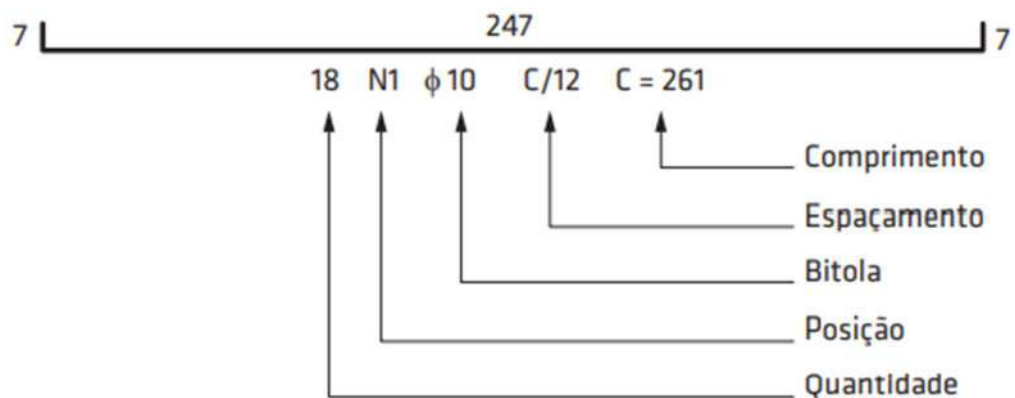 7 247 7
18 N1 ϕ 10 C/12 C = 261
Comprimento
Espaçamento
Bitola
Posição
Quantidade